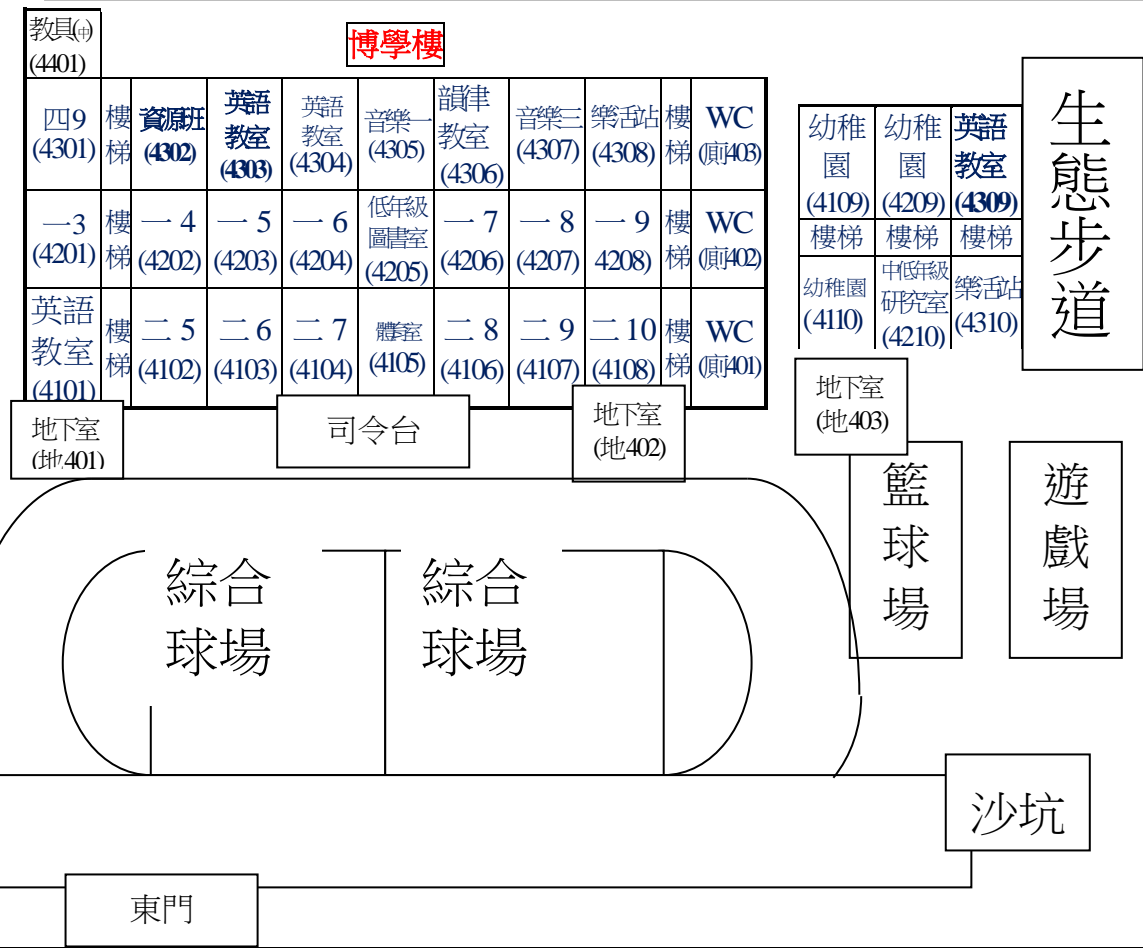 教具(中)
(4401)
博學樓
四9
(4301)
樓
梯
資源班
(4302)
英語
教室
(4303)
英語
教室
(4304)
音樂一
(4305)
韻律
教室
(4306)
音樂三
(4307)
樂活站
(4308)
樓
梯
WC
(廁403)
一3
(4201)
樓
梯
一 4
(4202)
一 5
(4203)
一 6
(4204)
低年級
圖書室
(4205)
一 7
(4206)
一 8
(4207)
一 9
4208)
樓
梯
WC
(廁402)
英語
教室
(4101)
樓
梯
二 5
(4102)
二 6
(4103)
二 7
(4104)
體育室
(4105)
二 8
(4106)
二 9
(4107)
二 10
(4108)
樓
梯
WC
(廁401)
幼稚
園
(4109)
幼稚
園
(4209)
英語
教室
(4309)
樓梯
樓梯
樓梯
幼稚園
(4110)
中低年級
研究室
(4210)
樂活站
(4310)
生態步道
地下室
(地401)
司令台
地下室
(地402)
地下室
(地403)
籃球場
遊戲場
綜合
球場
綜合
球場
沙坑
東門